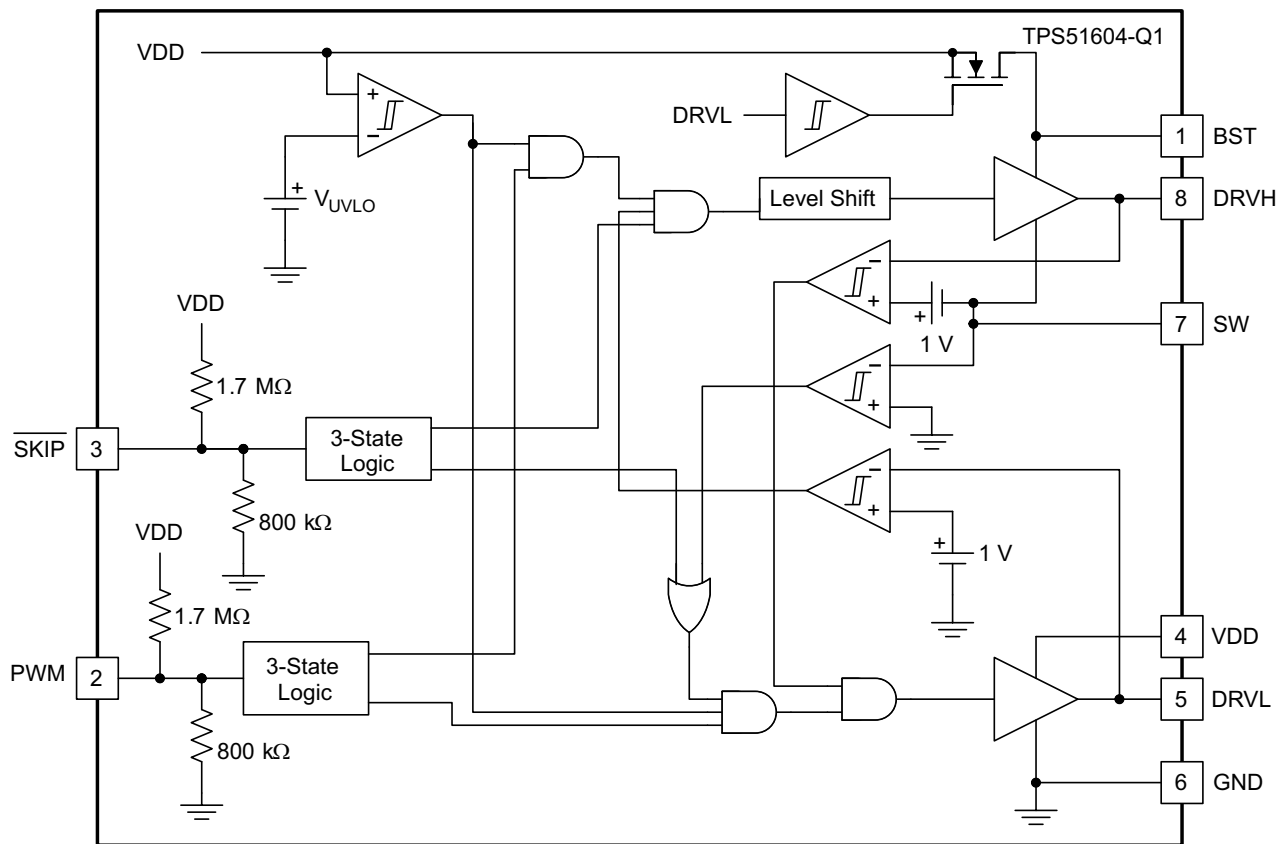 TPS51604-Q1
VDD
+
−
DRVL
VUVLO
+
1 BST
Level Shift
8 DRVH
−
+
+
1 V
7 SW
VDD
1.7 MΩ
−
+
SKIP 3
3-State
Logic
−
+
800 kΩ
VDD
+
1 V
1.7 MΩ
4 VDD
PWM 2
3-State
Logic
5 DRVL
800 kΩ
6 GND